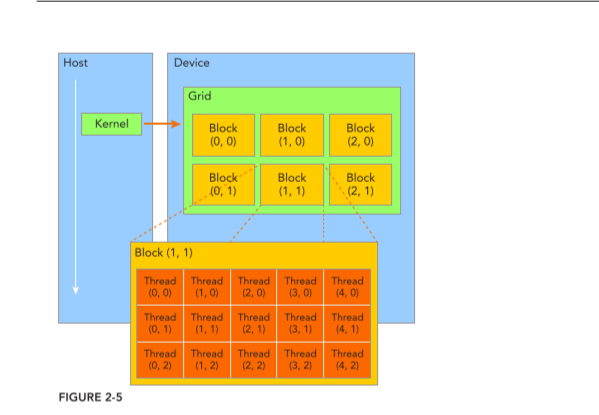 Host
Device
Grid
Kernel
Block
(0, 0)
Block
(1, 0)
Block
(2, 0)
Block
(0, 1)
Block
(1, 1)
Block
(2, 1)
Block (1, 1)
Thread
(0, 0)
Thread
(1, 0)
Thread
(2, 0)
Thread
(3, 0)
Thread
(4, 0)
Thread
(0, 1)
Thread
(1, 1)
Thread
(2, 1)
Thread
(3, 1)
Thread
(4, 1)
Thread
(0, 2)
Thread
(1, 2)
Thread
(2, 2)
Thread
(3, 2)
Thread
(4, 2)
FIGURE 2-5